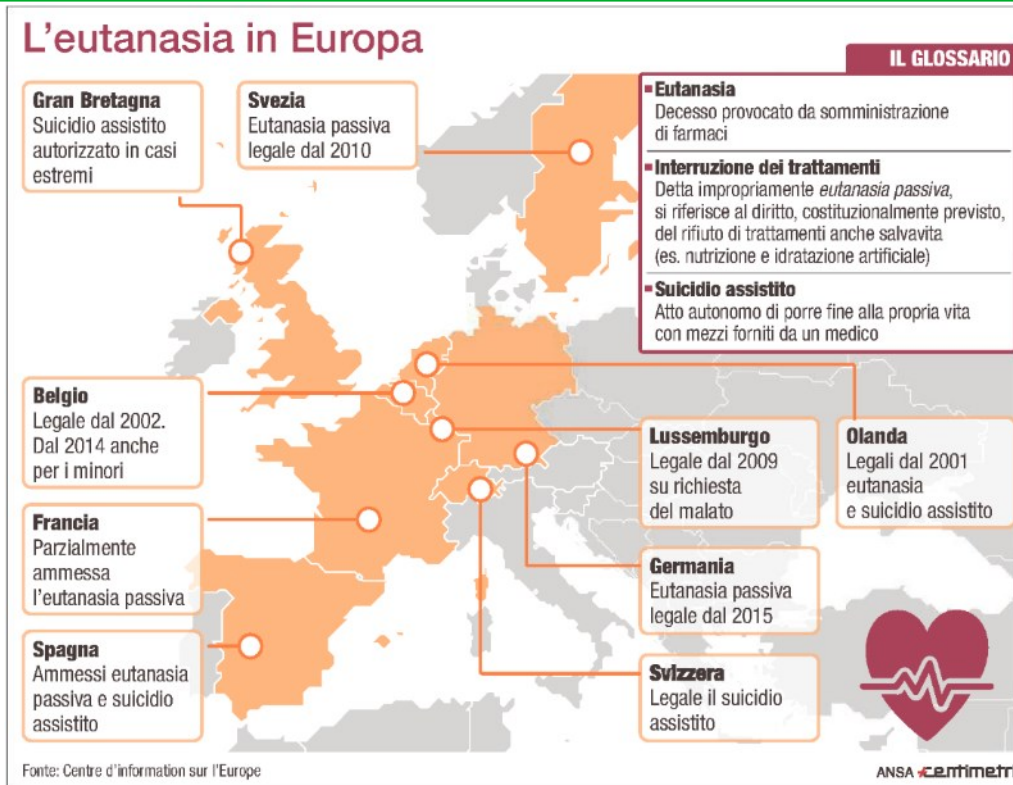 L'eutanasia in Europa
Gran Bretagna
Suicidio assistito
autorizzato in casi
estremi
Svezia
Eutanasia passiva
legale dal 2010
IL GLOSSARIO
Eutanasia
Decesso provocato da somministrazione
di farmaci
Interruzione dei trattamenti
Detta impropriamente eutanasia passiva,
si riferisce al diritto, costituzionalmente previsto,
del rifiuto di trattamenti anche salvavita
(es. nutrizione e idratazione artificiale)
Suicidio assistito
Atto autonomo di porre fine alla propria vita
con mezzi forniti da un medico
Belgio
Legale dal 2002.
Dal 2014 anche
per i minori
Lussemburgo
Legale dal 2009
su richiesta
del malato
Olanda
Legali dal 2001
eutanasia
e suicidio assistito
Francia
Parzialmente
ammessa
l'eutanasia passiva
Germania
Eutanasia passiva
legale dal 2015
Spagna
Ammessi eutanasia
passiva e suicidio
assistito
Svizzera
Legale il suicidio
assistito
Fonte: Centre d'information sur l'Europe
ANSA centimetri